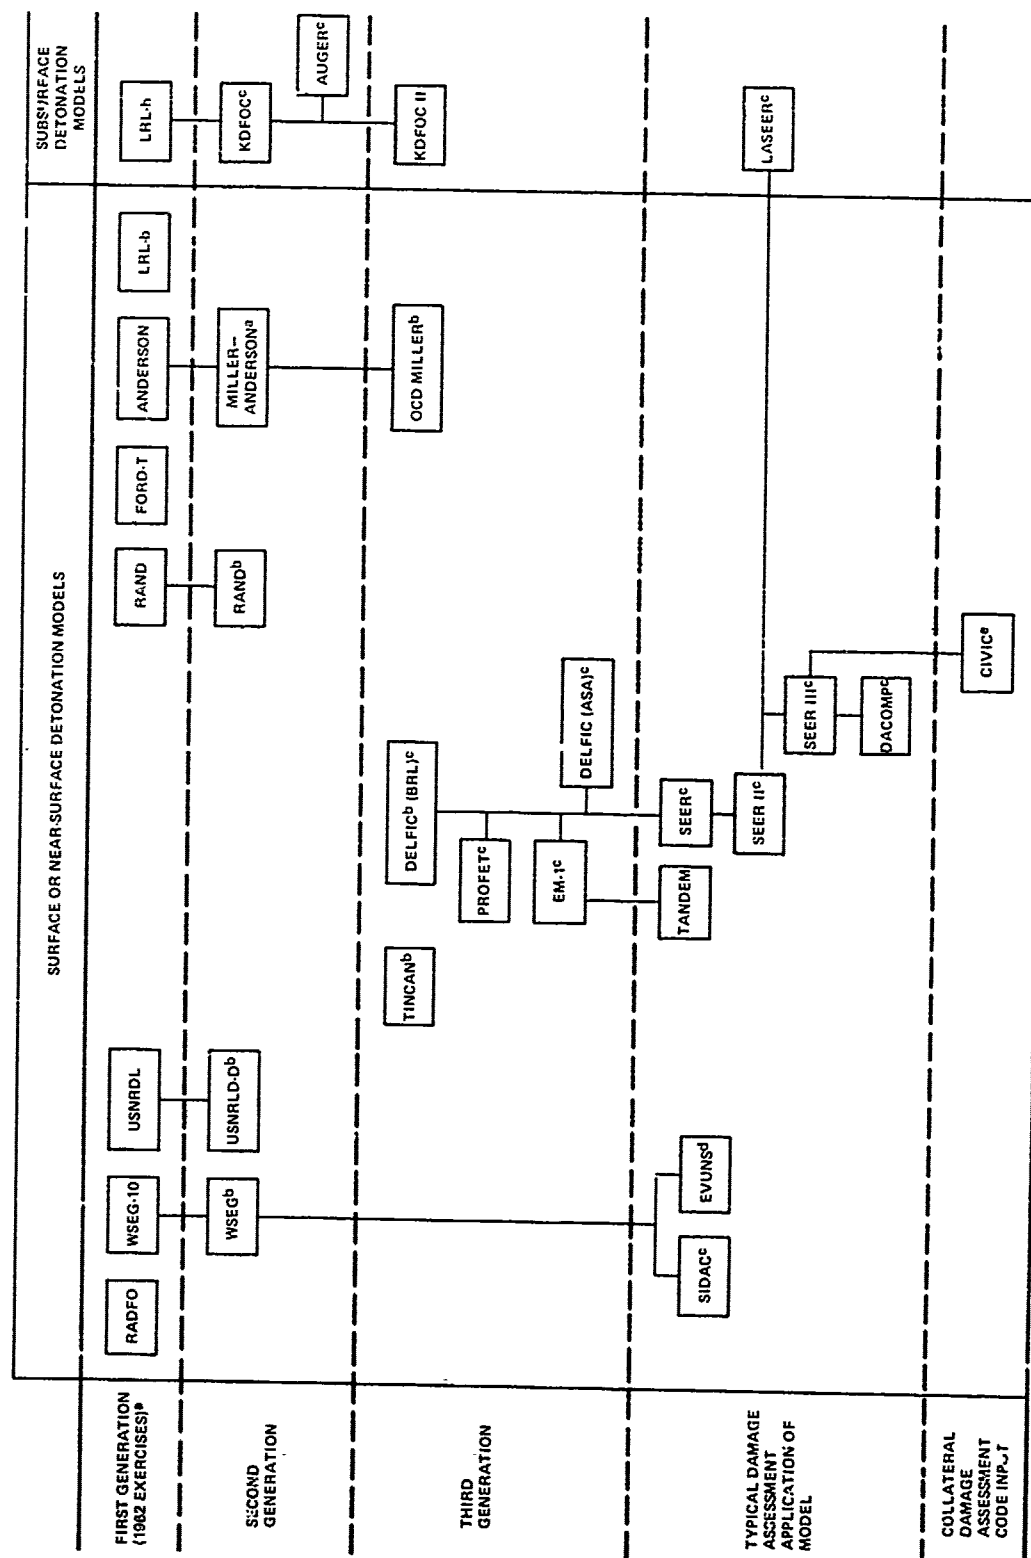 SURFACE OR NEAR-SURFACE DETONATION MODELS
SUBSURFACE
DETONATION
MODELS
FIRST GENERATION
(1962 EXERCISES)a
RADFO
WSEG-10
USNRDL
RAND
FORD-T
ANDERSON
LRL-b
LRL-h
SECOND
GENERATION
WSEGb
USNRLD-Db
RANDb
MILLER–
ANDERSONa
KDFOCc
AUGERc
THIRD
GENERATION
TINCANb
DELFICb (BRL)c
PROFETc
EM-1c
DELFIC (ASA)c
OCD MILLERb
KDFOC II
TYPICAL DAMAGE
ASSESSMENT
APPLICATION OF
MODEL
SIDACc
EVUNSd
TANDEM
SEERc
SEER IIc
SEER IIIc
DACOMPc
LASEERc
COLLATERAL
DAMAGE
ASSESSMENT
CODE INPUT
CIVICe